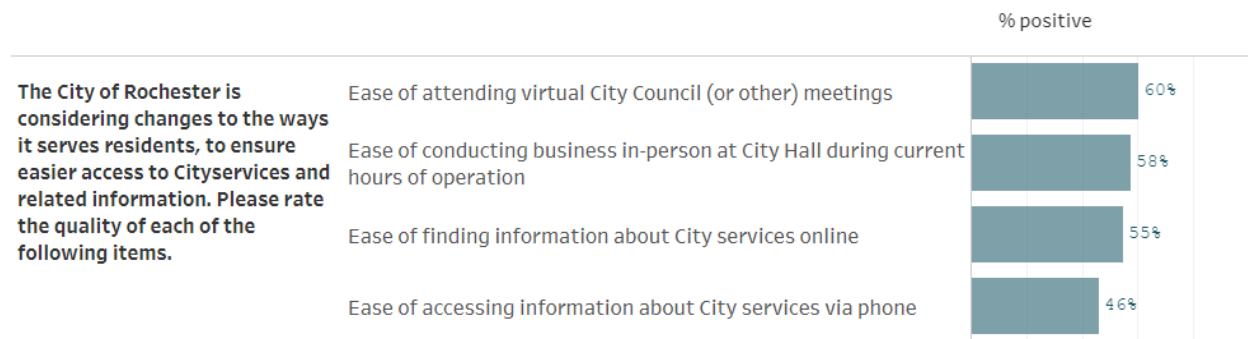 % positive
The City of Rochester is
considering changes to the ways
it serves residents, to ensure
easier access to Cityservices and
related information. Please rate
the quality of each of the
following items.
Ease of attending virtual City Council (or other) meetings
60%
Ease of conducting business in-person at City Hall during current
hours of operation
58%
Ease of finding information about City services online
55%
Ease of accessing information about City services via phone
46%